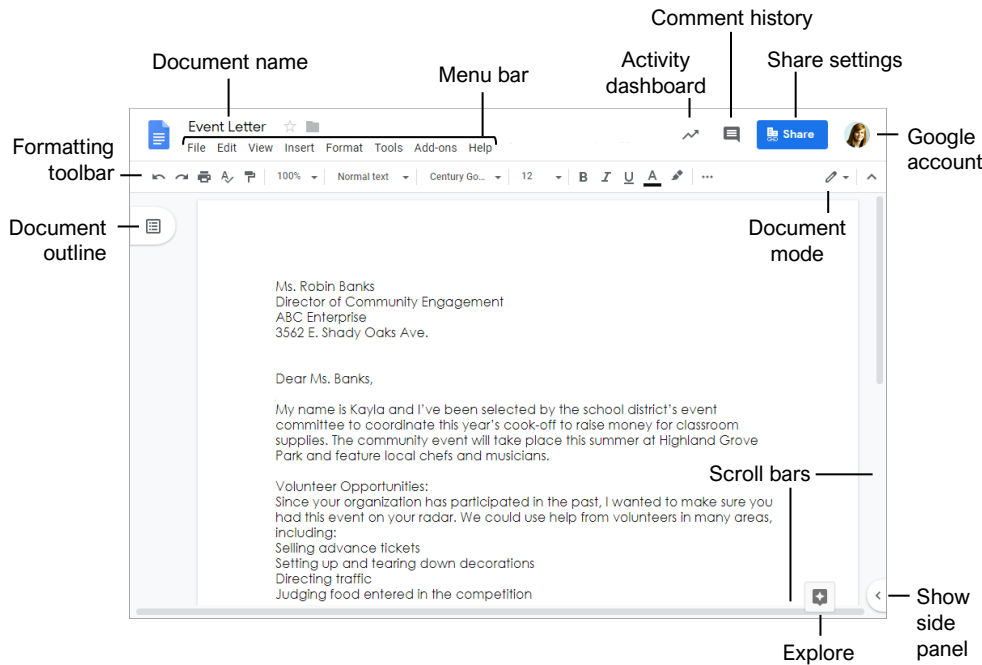 Comment history
Document name
Menu bar
Activity
dashboard
Share settings
Event Letter
File Edit View Insert Format Tools Add-ons Help
Share
Google
account
Formatting
toolbar
100% Normal text Century Go... 12 B I U A ...
Document
outline
Document
mode
Ms. Robin Banks
Director of Community Engagement
ABC Enterprise
3562 E. Shady Oaks Ave.
Dear Ms. Banks,
My name is Kayla and I've been selected by the school district's event
committee to coordinate this year's cook-off to raise money for classroom
supplies. The community event will take place this summer at Highland Grove
Park and feature local chefs and musicians.
Scroll bars
Volunteer Opportunities:
Since your organization has participated in the past, I wanted to make sure you
had this event on your radar. We could use help from volunteers in many areas,
including:
Selling advance tickets
Setting up and tearing down decorations
Directing traffic
Judging food entered in the competition
Show
side
panel
Explore